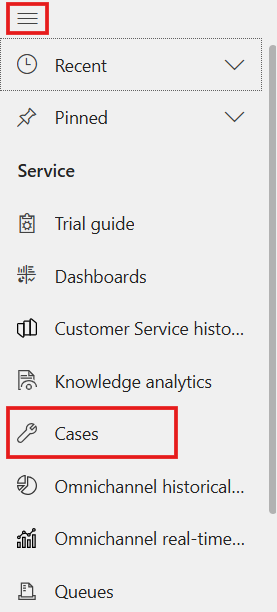 Recent
Pinned
Service
Trial guide
Dashboards
Customer Service histo...
Knowledge analytics
Cases
Omnichannel historical...
Omnichannel real-time...
Queues